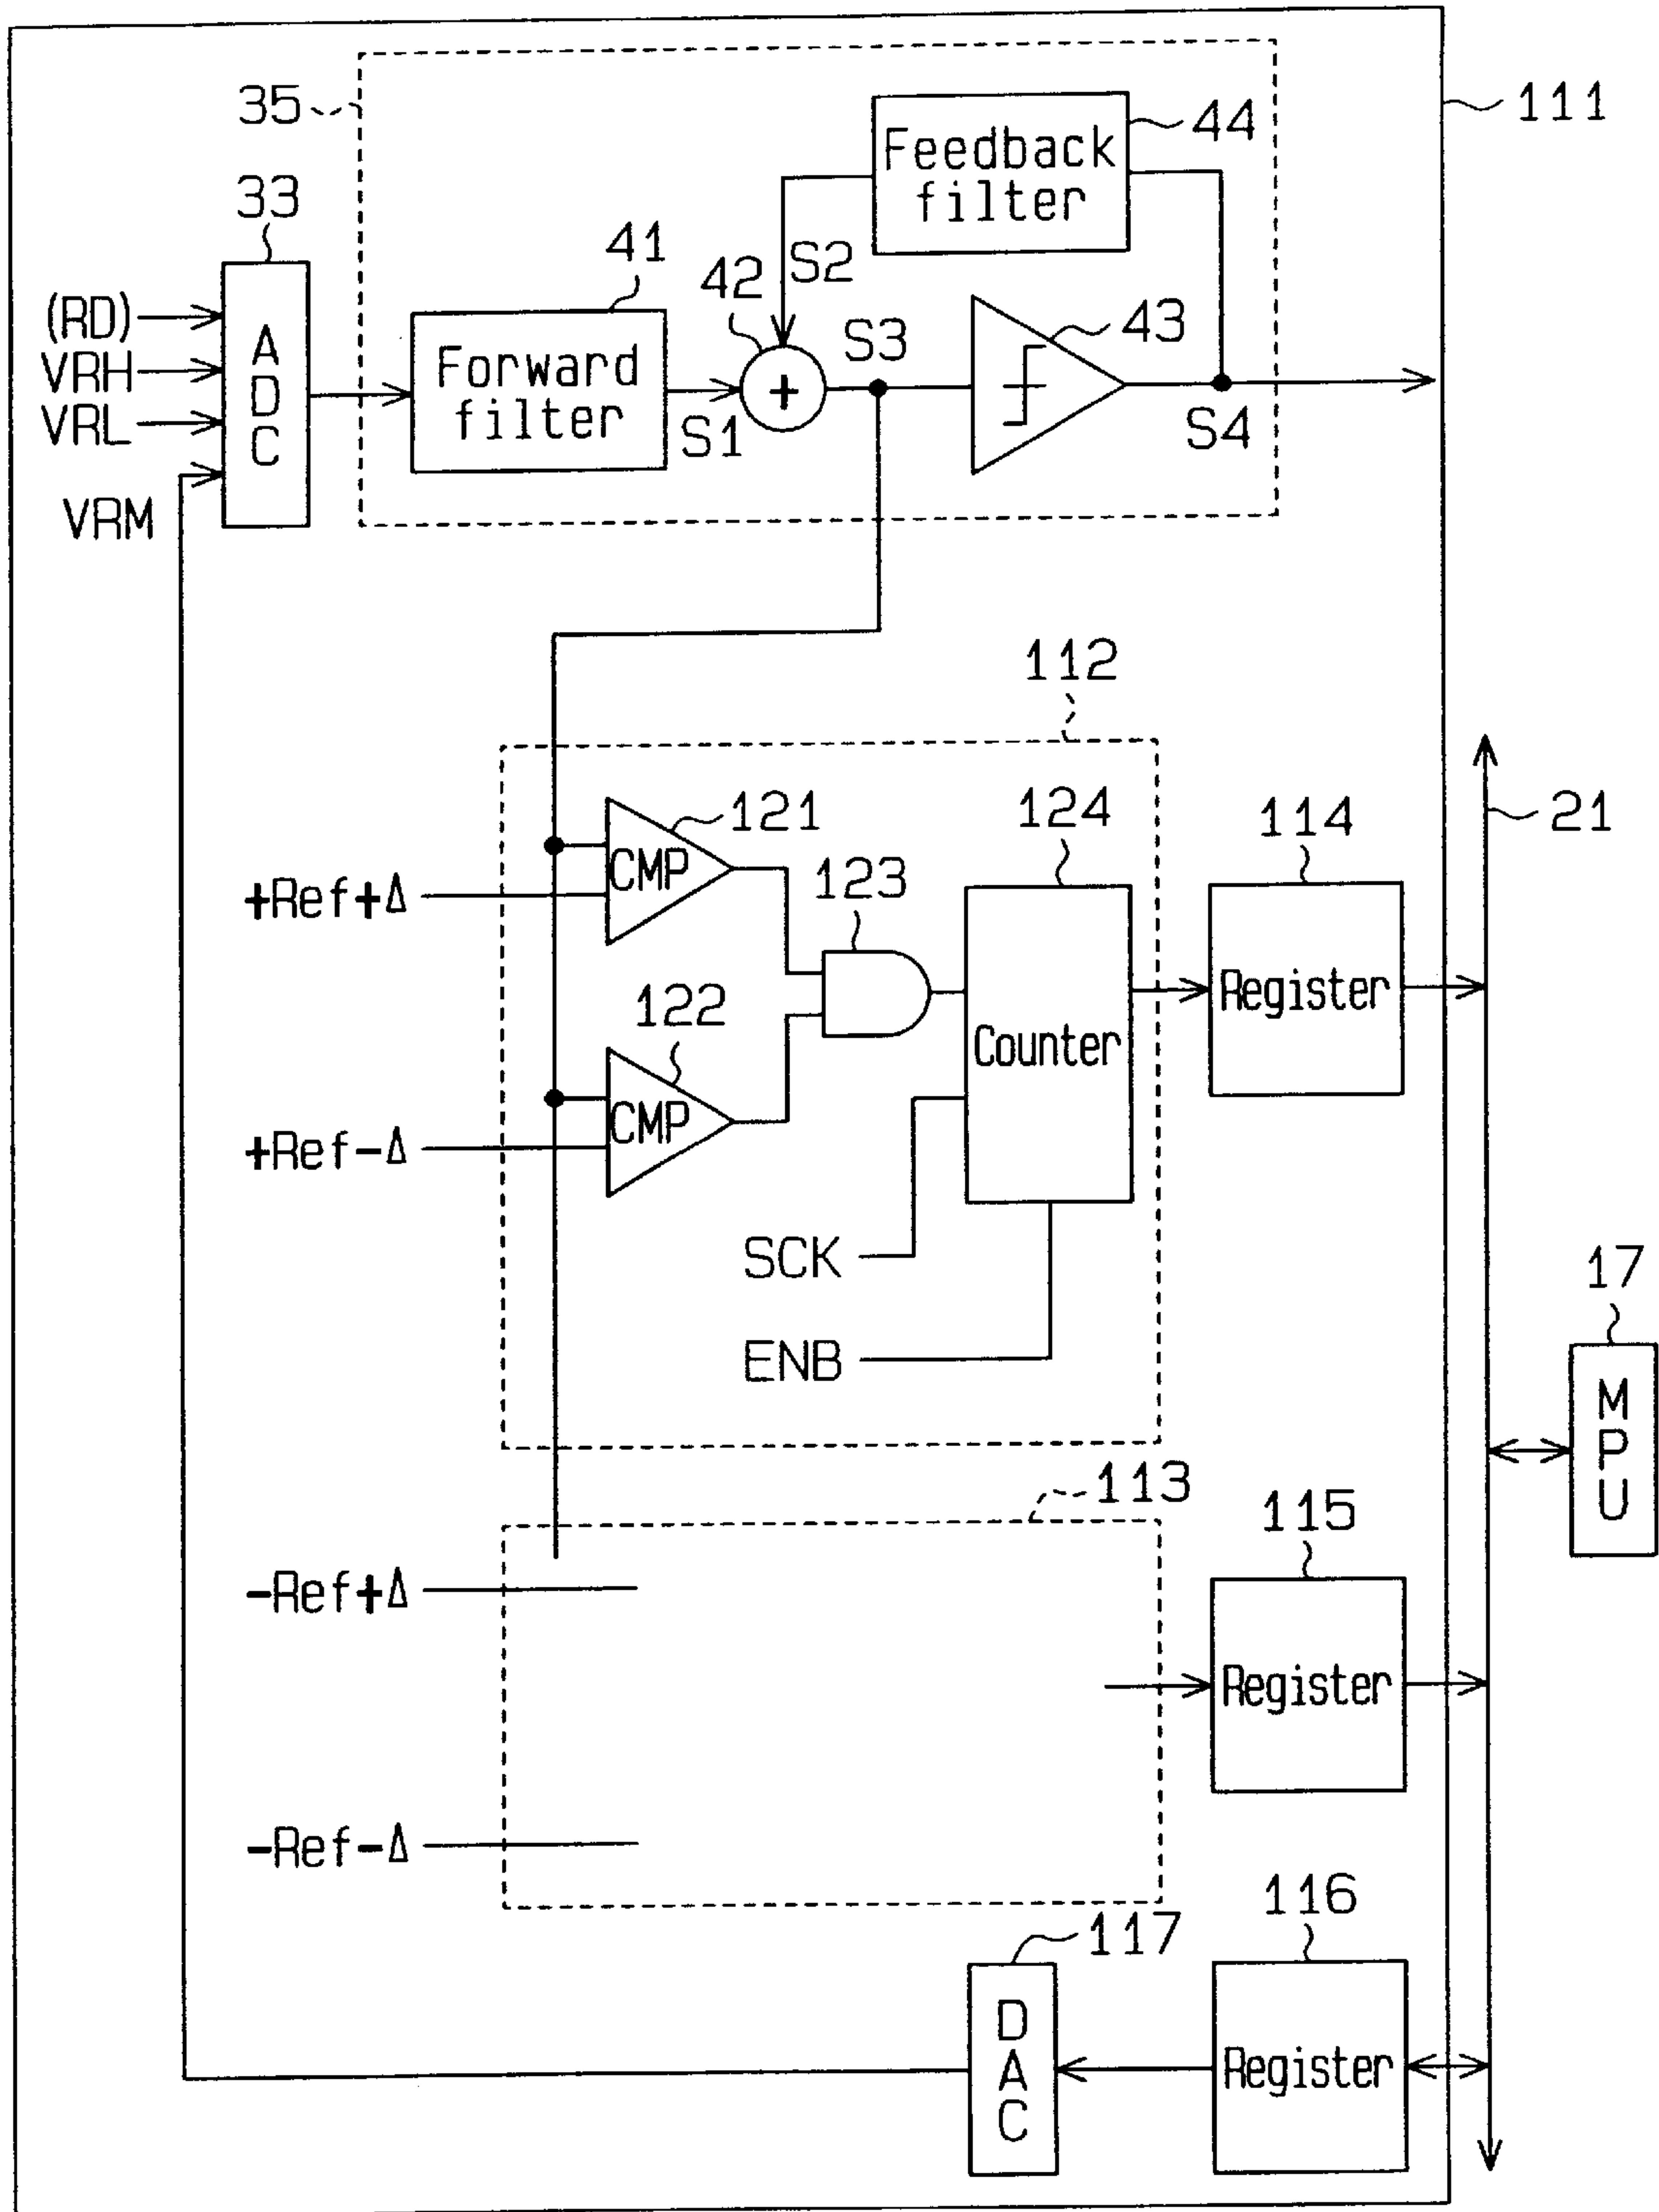 35
111
44
Feedback
filter
33
41
42
S2
43
S3
(RD)
VRH
VRL
VRM
A
D
C
Forward
filter
+
S1
S4
112
121
124
114
21
CMP
123
+Ref+Δ
Register
122
Counter
CMP
+Ref-Δ
SCK
17
ENB
M
P
U
113
115
-Ref+Δ
Register
-Ref-Δ
116
117
D
A
C
Register